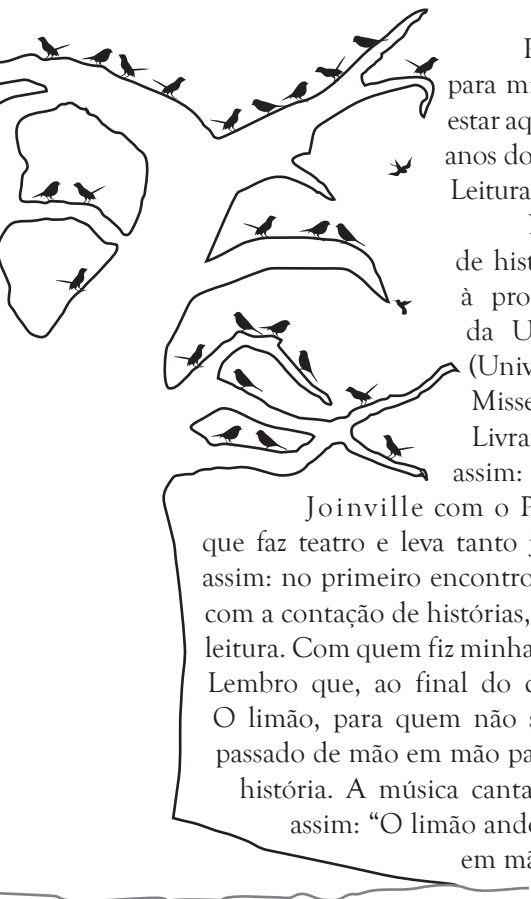 para m
estar aq
anos do
Leitura
de hist
à pro
da U
(Univ
Misse
Livra
assim:
Joinville com o P
que faz teatro e leva tanto
assim: no primeiro encontro
com a contação de histórias,
leitura. Com quem fiz minha
Lembro que, ao final do
O limão, para quem não
passado de mão em mão pa
história. A música canta
assim: “O limão and
em m